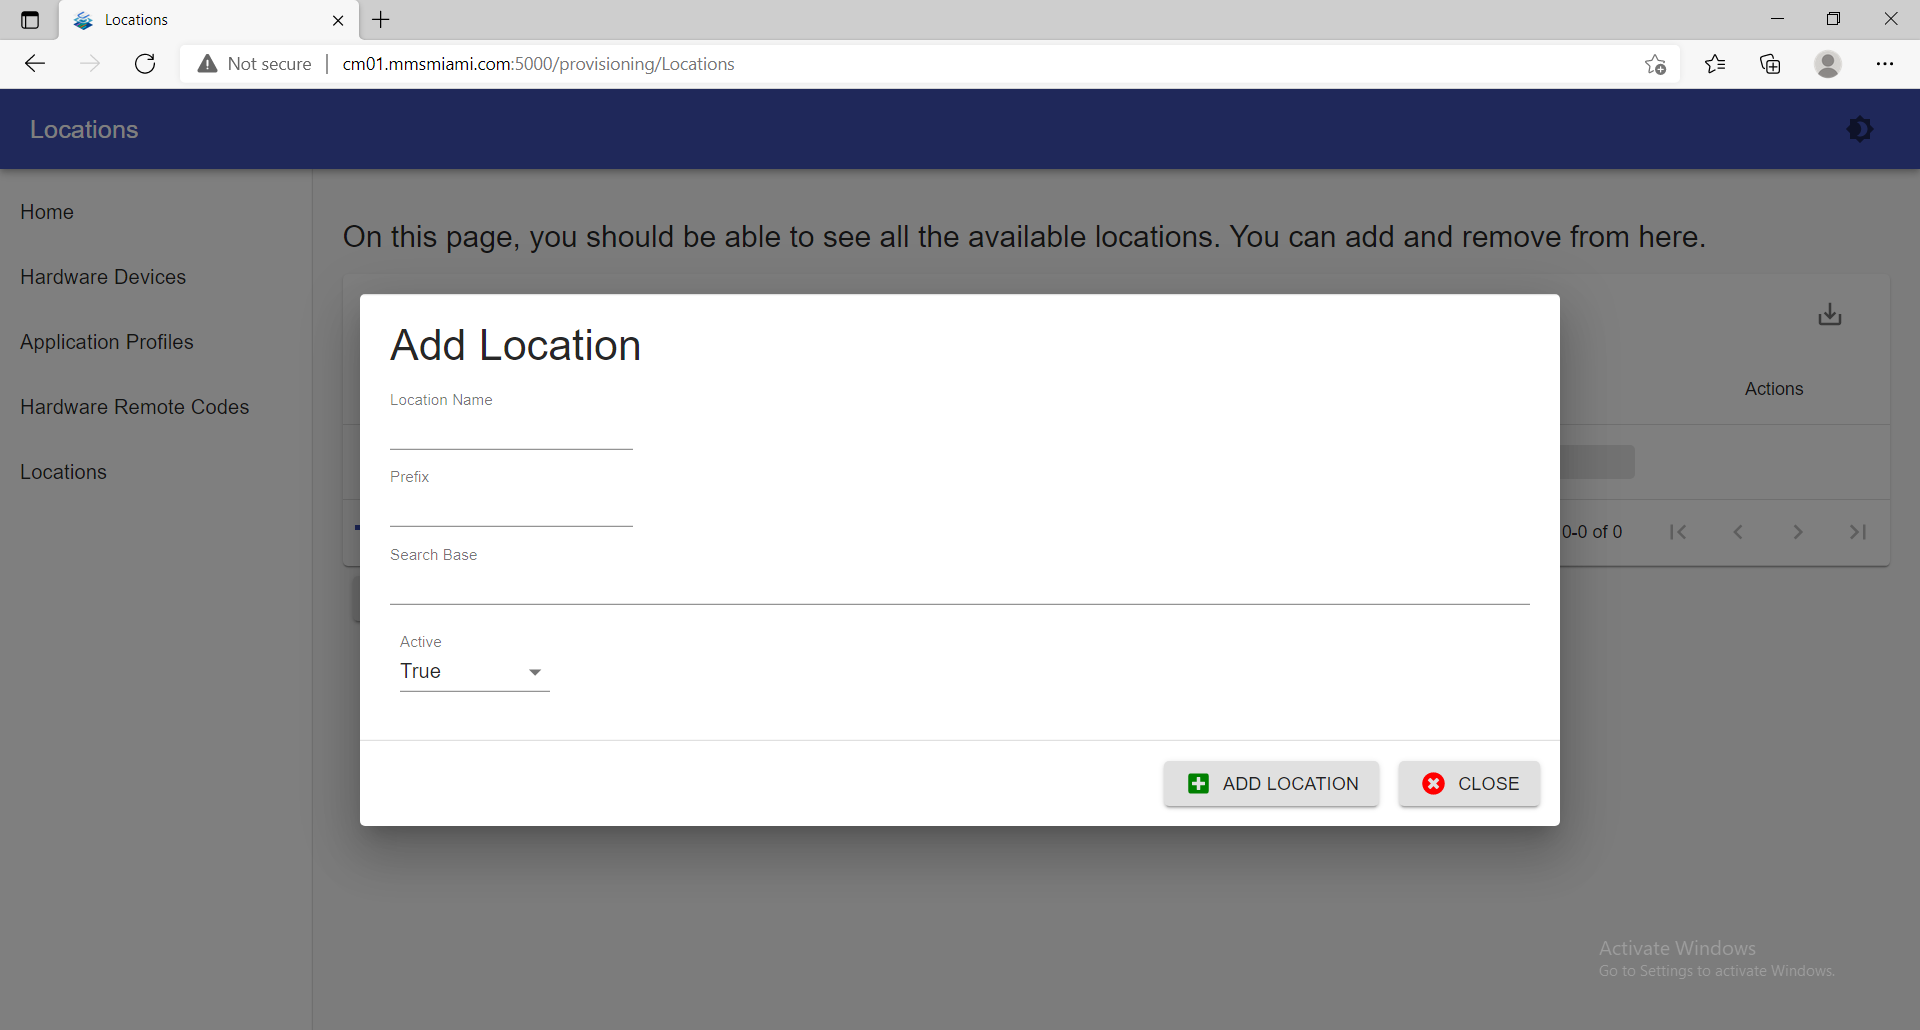 Locations
Not secure
cm01.mmsmiami.com:5000/provisioning/Locations
Locations
Home
Hardware Devices
Application Profiles
Hardware Remote Codes
Locations
On this page, you should be able to see all the available locations. You can add and remove from here.
Actions
0-0 of 0
Add Location
Location Name
Prefix
Search Base
Active
True
ADD LOCATION
CLOSE
Activate Windows
Go to Settings to activate Windows.